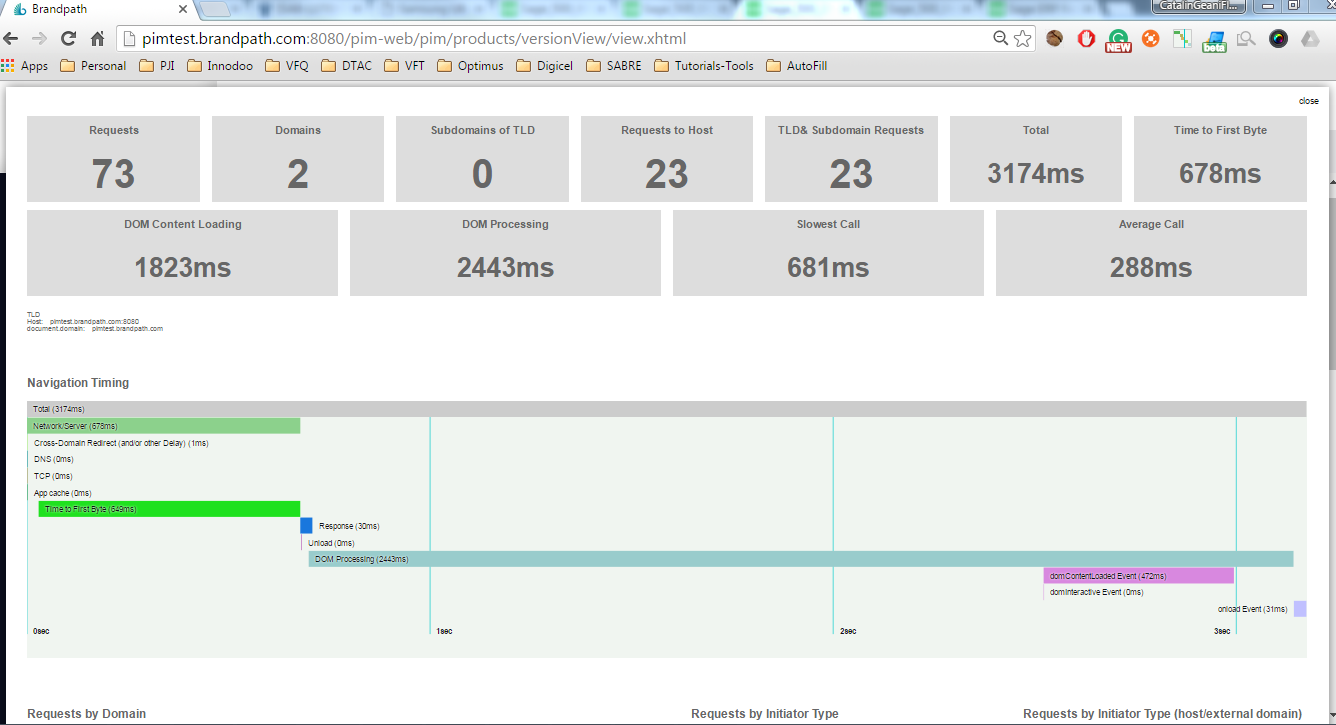 Brandpath
CatalinGeaniFl...
pimtest.brandpath.com:8080/pim-web/pim/products/versionView/view.xhtml
NEW
beta
Apps Personal PJI Innodoo VFQ DTAC VFT Optimus Digicel SABRE Tutorials-Tools AutoFill
close
Requests Domains Subdomains of TLD Requests to Host TLD& Subdomain Requests Total Time to First Byte
73 2 0 23 23 3174ms 678ms
DOM Content Loading DOM Processing Slowest Call Average Call
1823ms 2443ms 681ms 288ms
TLD
Host: pimtest.brandpath.com:8080
document.domain: pimtest.brandpath.com
Navigation Timing
Total (3174ms)
Network/Server (678ms)
Cross-Domain Redirect (and/or other Delay) (1ms)
DNS (0ms)
TCP (0ms)
App cache (0ms)
Time to First Byte (649ms)
Response (30ms)
Unload (0ms)
DOM Processing (2443ms)
domContentLoaded Event (472ms)
domInteractive Event (0ms)
onload Event (31ms)
0sec 1sec 2sec 3sec
Requests by Domain Requests by Initiator Type Requests by Initiator Type (host/external domain)